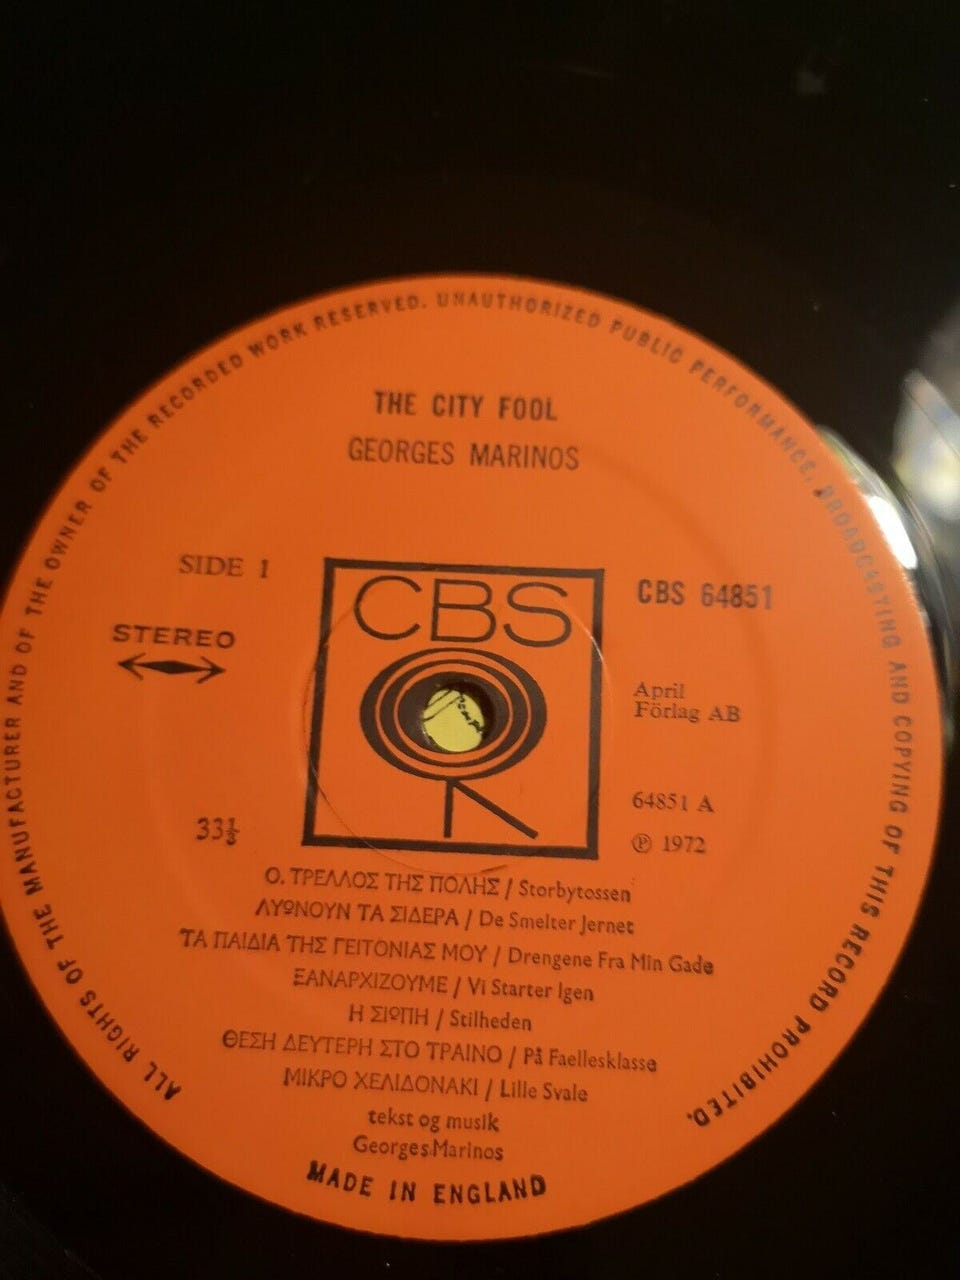 ALL RIGHTS OF THE MANUFACTURER AND OF THE OWNER OF THE RECORDED WORK RESERVED. UNAUTHORIZED PUBLIC PERFORMANCE, BROADCASTING AND COPYING OF THIS RECORD PROHIBITED.
THE CITY FOOL
GEORGES MARINOS
SIDE 1
CBS
CBS 64851
STEREO
April
Förlag AB
64851 A
33⅓
℗ 1972
Ο. ΤΡΕΛΛΟΣ ΤΗΣ ΠΟΛΗΣ / Storbytossen
ΛΥΩΝΟΥΝ ΤΑ ΣΙΔΕΡΑ / De Smelter Jernet
ΤΑ ΠΑΙΔΙΑ ΤΗΣ ΓΕΙΤΟΝΙΑΣ ΜΟΥ / Drengene Fra Min Gade
ΞΑΝΑΡΧΙΖΟΥΜΕ / Vi Starter Igen
Η ΣΙΩΠΗ / Stilheden
ΘΕΣΗ ΔΕΥΤΕΡΗ ΣΤΟ ΤΡΑΙΝΟ / På Faellesklasse
ΜΙΚΡΟ ΧΕΛΙΔΟΝΑΚΙ / Lille Svale
tekst og musik
Georges Marinos
MADE IN ENGLAND